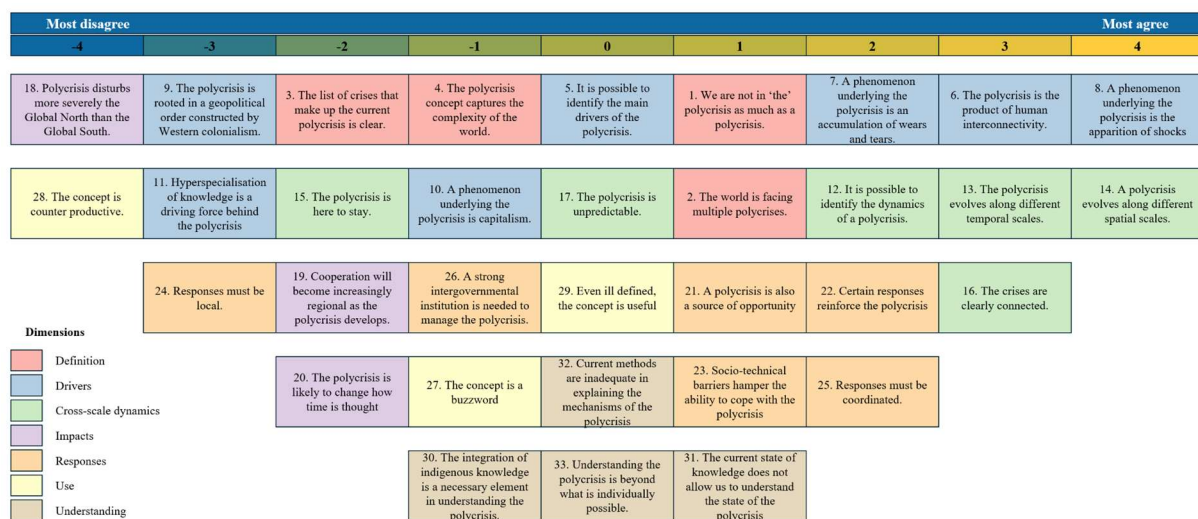 Most disagree
Most agree
-4 -3 -2 -1 0 1 2 3 4
18. Polycrisis disturbs
more severely the
Global North than the
Global South.
9. The polycrisis is
rooted in a geopolitical
order constructed by
Western colonialism.
3. The list of crises that
make up the current
polycrisis is clear.
4. The polycrisis
concept captures the
complexity of the
world.
5. It is possible to
identify the main
drivers of the
polycrisis.
1. We are not in ‘the’
polycrisis as much as a
polycrisis.
7. A phenomenon
underlying the
polycrisis is an
accumulation of wears
and tears.
6. The polycrisis is the
product of human
interconnectivity.
8. A phenomenon
underlying the
polycrisis is the
apparition of shocks
28. The concept is
counter productive.
11. Hyperspecialisation
of knowledge is a
driving force behind
the polycrisis
15. The polycrisis is
here to stay.
10. A phenomenon
underlying the
polycrisis is capitalism.
17. The polycrisis is
unpredictable.
2. The world is facing
multiple polycrises.
12. It is possible to
identify the dynamics
of a polycrisis.
13. The polycrisis
evolves along different
temporal scales.
14. A polycrisis
evolves along different
spatial scales.
24. Responses must be
local.
19. Cooperation will
become increasingly
regional as the
polycrisis develops.
26. A strong
intergovernmental
institution is needed to
manage the polycrisis.
29. Even ill defined,
the concept is useful
21. A polycrisis is also
a source of opportunity
22. Certain responses
reinforce the polycrisis
16. The crises are
clearly connected.
20. The polycrisis is
likely to change how
time is thought
27. The concept is a
buzzword
32. Current methods
are inadequate in
explaining the
mechanisms of the
polycrisis
23. Socio-technical
barriers hamper the
ability to cope with the
polycrisis
25. Responses must be
coordinated.
30. The integration of
indigenous knowledge
is a necessary element
in understanding the
polycrisis.
33. Understanding the
polycrisis is beyond
what is individually
possible.
31. The current state of
knowledge does not
allow us to understand
the state of the
polycrisis
Dimensions
Definition
Drivers
Cross-scale dynamics
Impacts
Responses
Use
Understanding